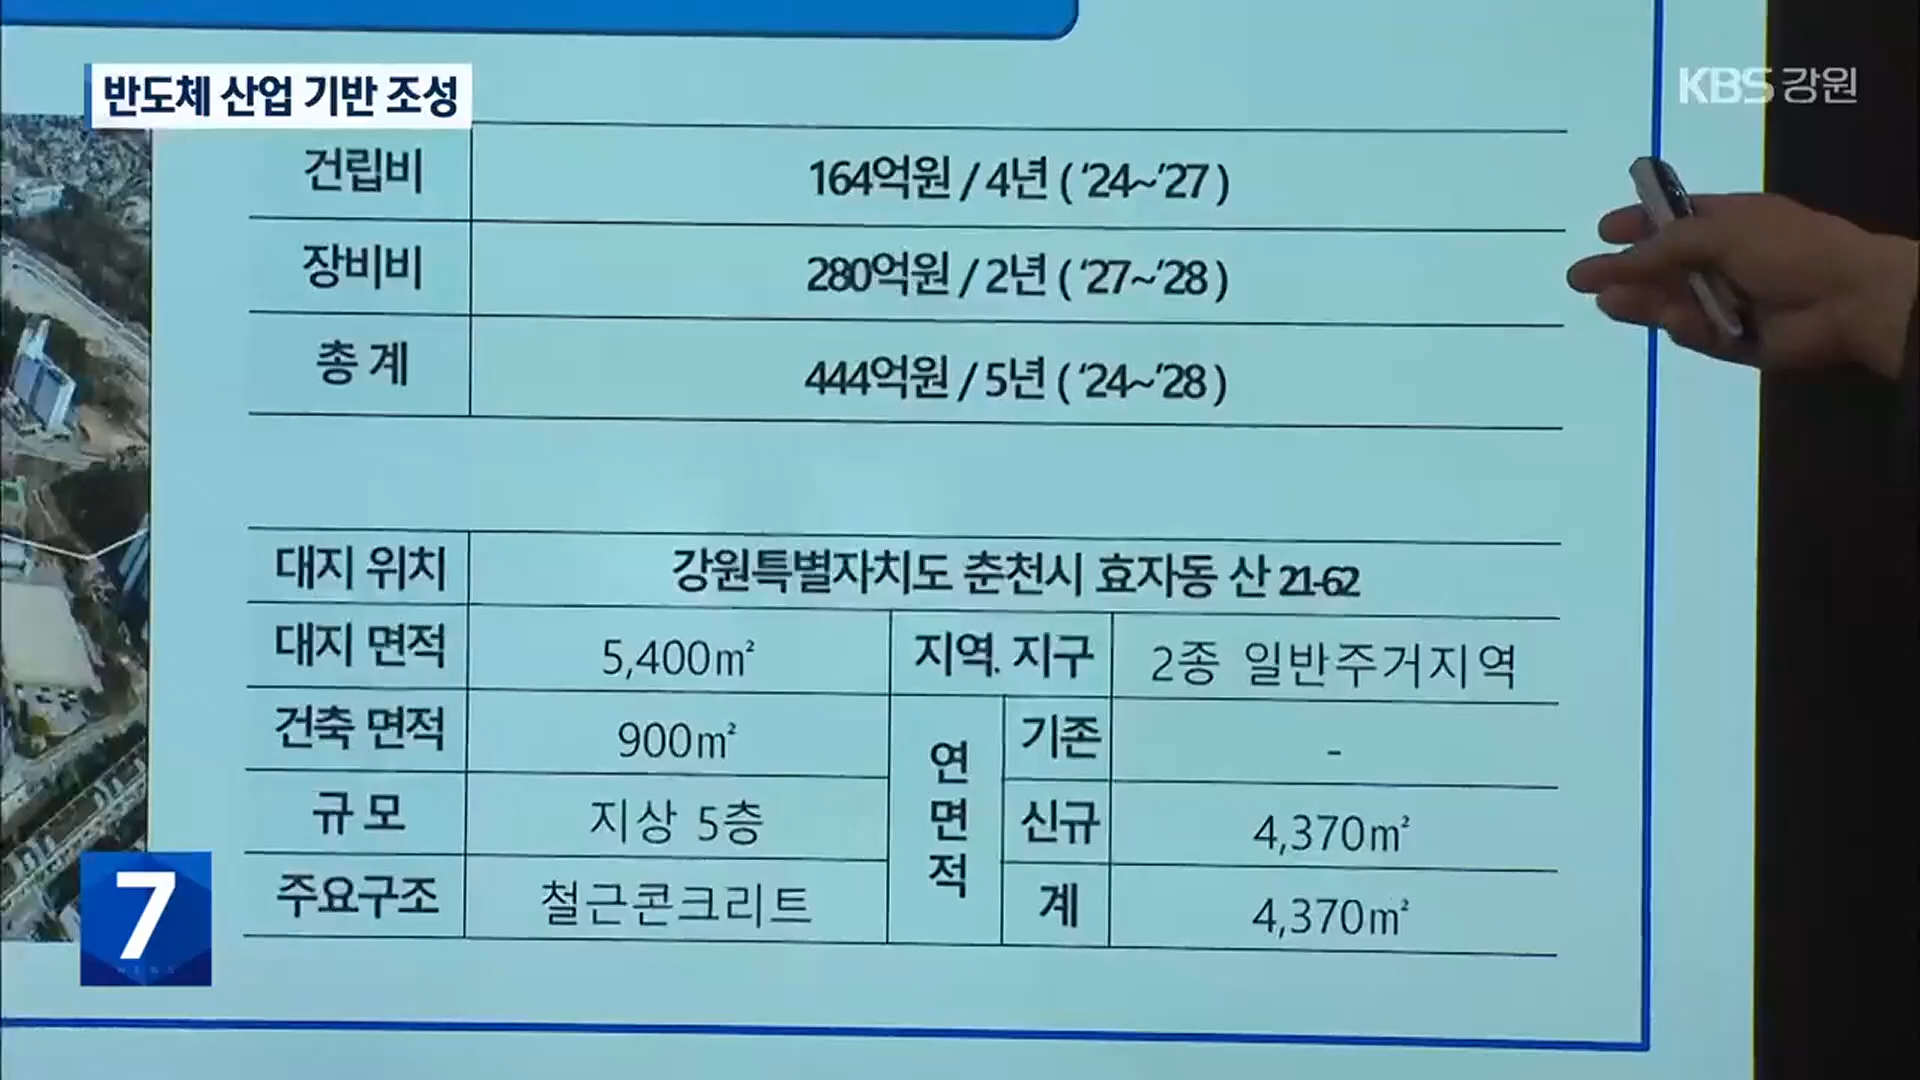 반도체 산업 기반 조성
KBS 강원
건립비 164억원 / 4년 ( ‘24~’27 )
장비비 280억원 / 2년 ( ‘27~’28 )
총 계 444억원 / 5년 ( ‘24~’28 )
대지 위치 강원특별자치도 춘천시 효자동 산 21-62
대지 면적 5,400㎡ 지역. 지구 2종 일반주거지역
건축 면적 900㎡ 연면적 기존 -
규 모 지상 5층 신규 4,370㎡
주요구조 철근콘크리트 계 4,370㎡
7
NEWS